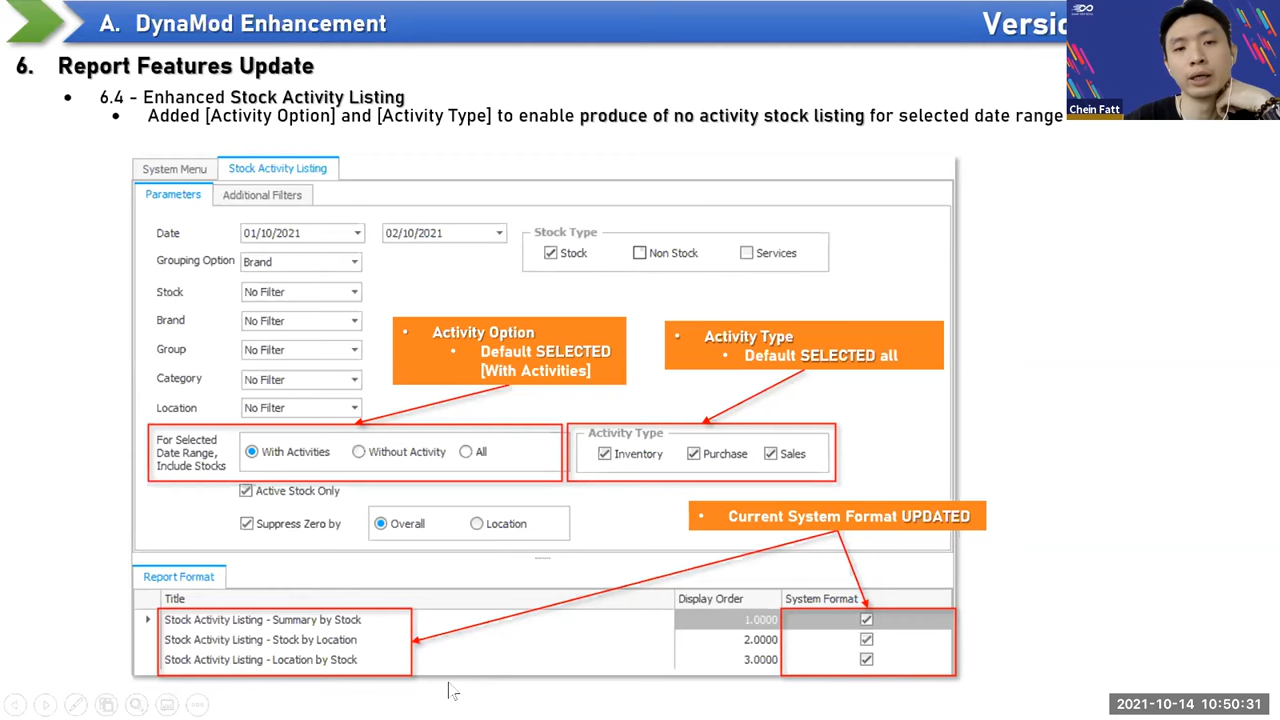 A. DynaMod Enhancement
Versio
6. Report Features Update
• 6.4 - Enhanced Stock Activity Listing
• Added [Activity Option] and [Activity Type] to enable produce of no activity stock listing for selected date range
Chein Fatt
System Menu
Stock Activity Listing
Parameters
Additional Filters
Date 01/10/2021 02/10/2021
Stock Type
Stock Non Stock Services
Grouping Option Brand
Stock No Filter
Brand No Filter
Group No Filter
Category No Filter
Location No Filter
• Activity Option
• Default SELECTED
[With Activities]
• Activity Type
• Default SELECTED all
For Selected
Date Range,
Include Stocks
With Activities Without Activity All
Activity Type
Inventory Purchase Sales
Active Stock Only
Suppress Zero by Overall Location
• Current System Format UPDATED
Report Format
Title Display Order System Format
Stock Activity Listing - Summary by Stock 1.0000
Stock Activity Listing - Stock by Location 2.0000
Stock Activity Listing - Location by Stock 3.0000
2021-10-14 10:50:31